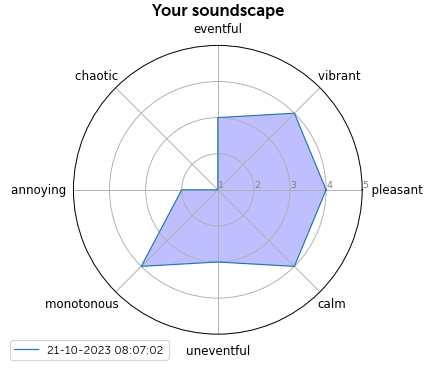 Your soundscape
eventful
chaotic
vibrant
annoying
1 2 3 4 5
pleasant
monotonous
calm
uneventful
21-10-2023 08:07:02